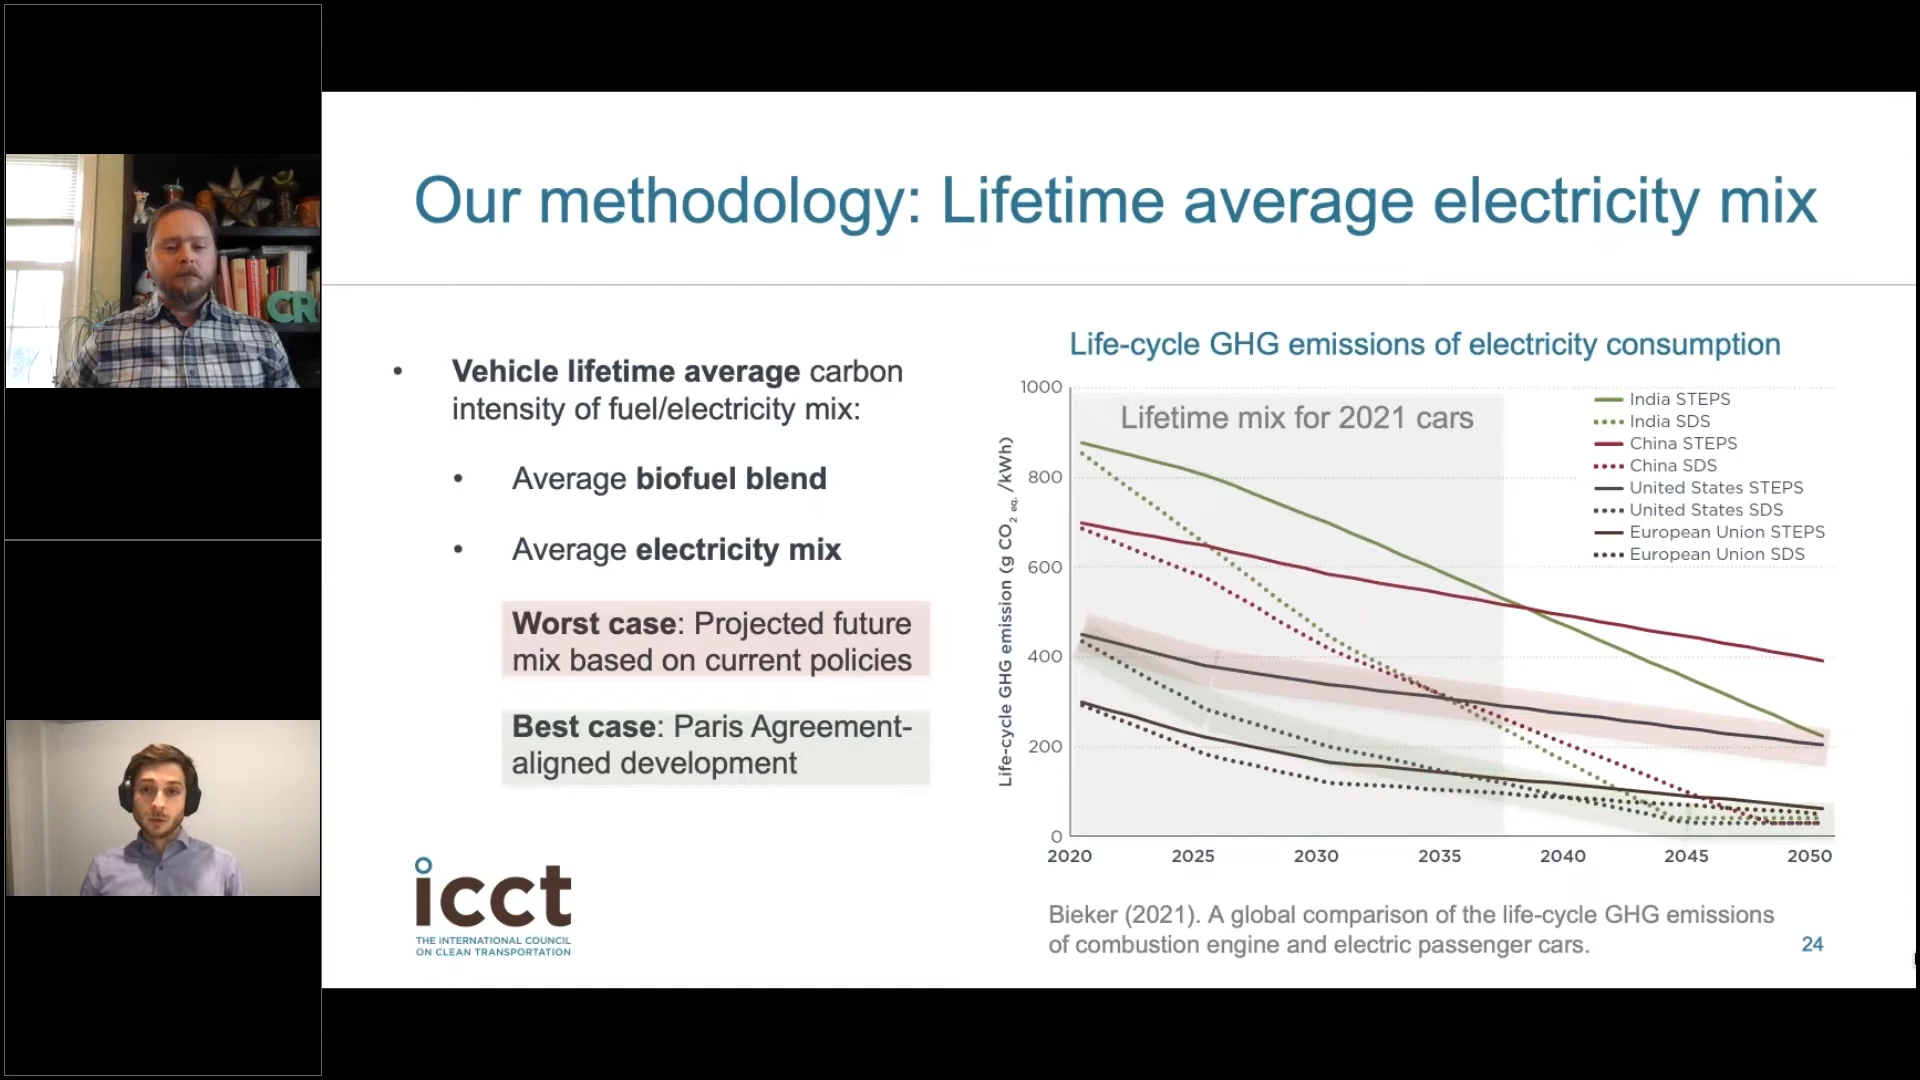 CR
Our methodology: Lifetime average electricity mix
• Vehicle lifetime average carbon
intensity of fuel/electricity mix:
• Average biofuel blend
• Average electricity mix
Worst case: Projected future
mix based on current policies
Best case: Paris Agreement-
aligned development
icct
THE INTERNATIONAL COUNCIL
ON CLEAN TRANSPORTATION
Life-cycle GHG emissions of electricity consumption
Lifetime mix for 2021 cars
Life-cycle GHG emission (g CO2 eq. /kWh)
1000
800
600
400
200
0
2020 2025 2030 2035 2040 2045 2050
India STEPS
India SDS
China STEPS
China SDS
United States STEPS
United States SDS
European Union STEPS
European Union SDS
Bieker (2021). A global comparison of the life-cycle GHG emissions
of combustion engine and electric passenger cars.
24